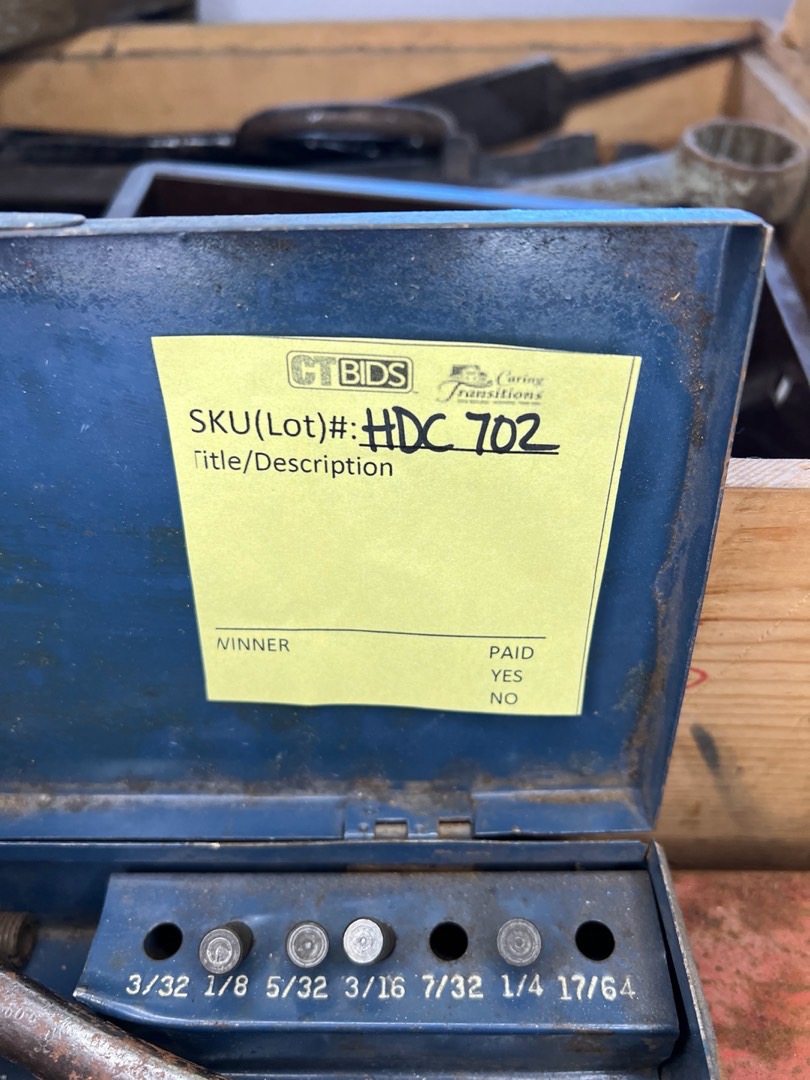 CTBIDS
Caring
Transitions
SKU(Lot)#: HDC 702
Title/Description
WINNER
PAID
YES
NO
3/32 1/8 5/32 3/16 7/32 1/4 17/64